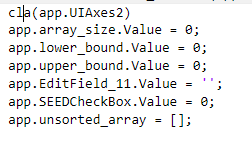 cla(app.UIAxes2)
app.array_size.Value = 0;
app.lower_bound.Value = 0;
app.upper_bound.Value = 0;
app.EditField_11.Value = '';
app.SEEDCheckBox.Value = 0;
app.unsorted_array = [];